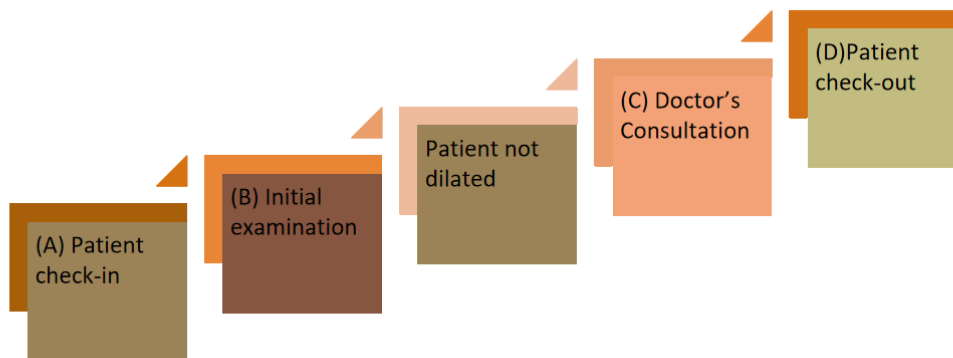 (A) Patient
check-in
(B) Initial
examination
Patient not
dilated
(C) Doctor’s
Consultation
(D)Patient
check-out